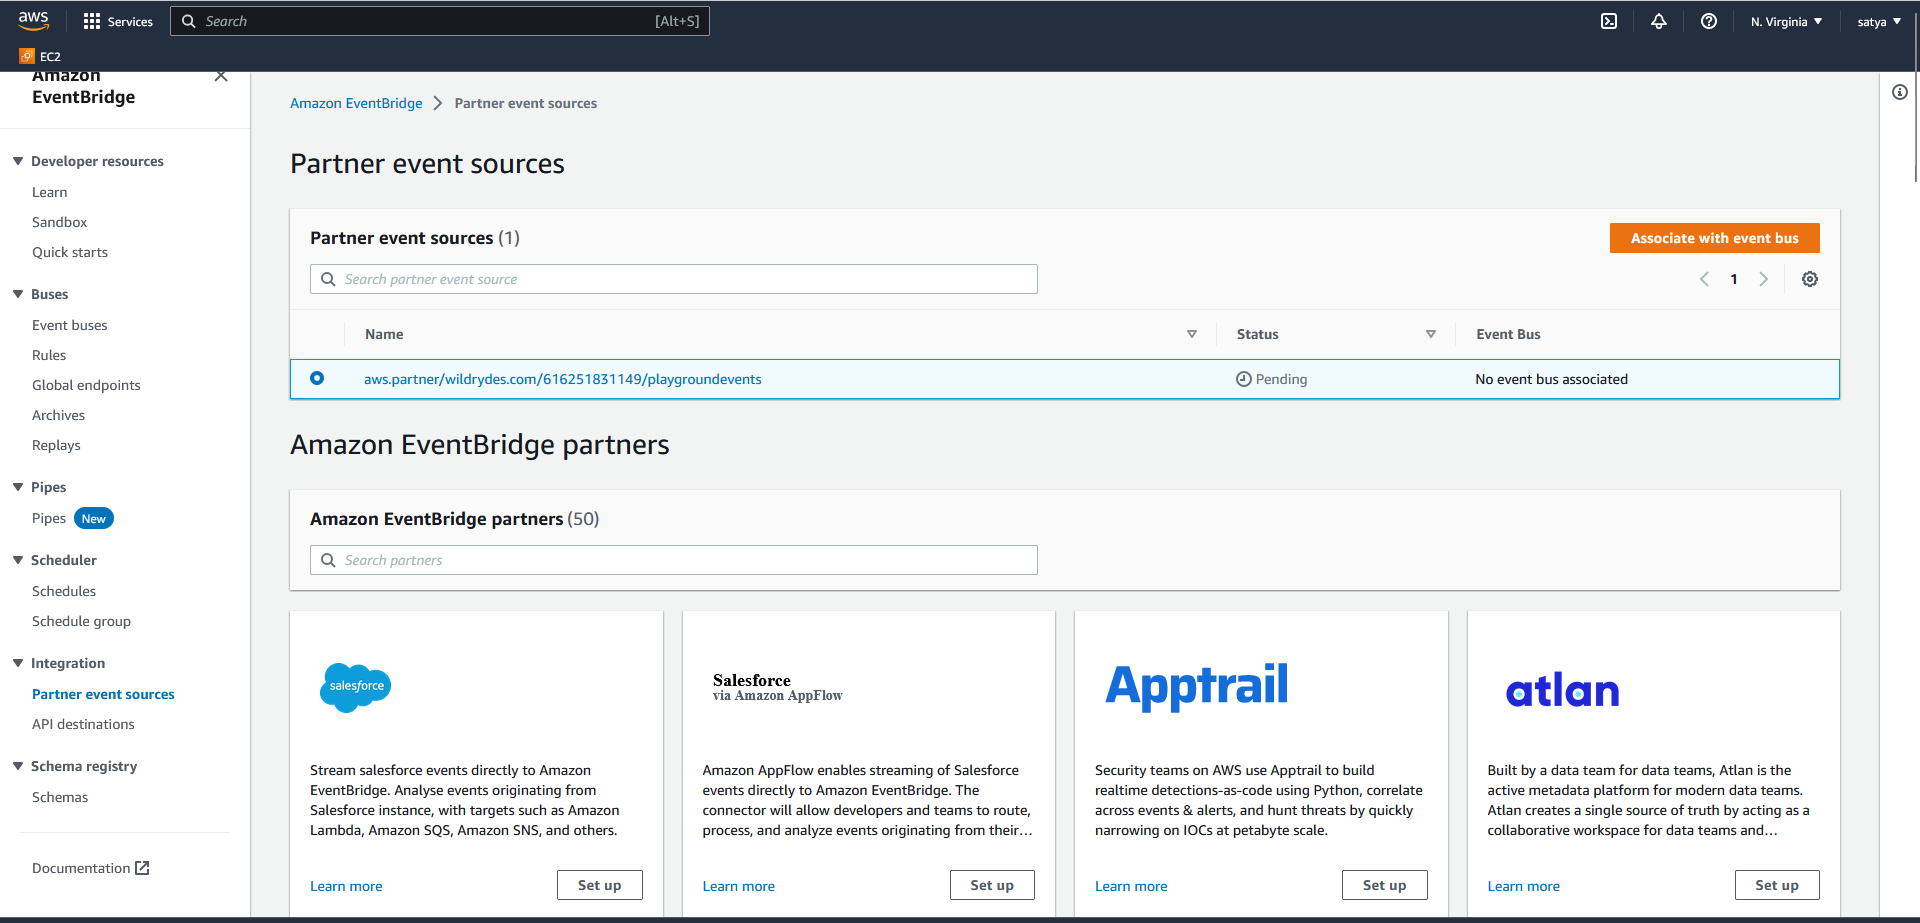 aws
Services
Search
[Alt+S]
N. Virginia
satya
EC2
Amazon
EventBridge
Developer resources
Learn
Sandbox
Quick starts
Buses
Event buses
Rules
Global endpoints
Archives
Replays
Pipes
Pipes New
Scheduler
Schedules
Schedule group
Integration
Partner event sources
API destinations
Schema registry
Schemas
Documentation
Amazon EventBridge
Partner event sources
Partner event sources
Partner event sources (1)
Associate with event bus
Search partner event source
1
Name
Status
Event Bus
aws.partner/wildrydes.com/616251831149/playgroundevents
Pending
No event bus associated
Amazon EventBridge partners
Amazon EventBridge partners (50)
Search partners
salesforce
Stream salesforce events directly to Amazon
EventBridge. Analyse events originating from
Salesforce instance, with targets such as Amazon
Lambda, Amazon SQS, Amazon SNS, and others.
Learn more
Set up
Salesforce
via Amazon AppFlow
Amazon AppFlow enables streaming of Salesforce
events directly to Amazon EventBridge. The
connector will allow developers and teams to route,
process, and analyze events originating from their…
Learn more
Set up
Apptrail
Security teams on AWS use Apptrail to build
realtime detections-as-code using Python, correlate
across events & alerts, and hunt threats by quickly
narrowing on IOCs at petabyte scale.
Learn more
Set up
atlan
Built by a data team for data teams, Atlan is the
active metadata platform for modern data teams.
Atlan creates a single source of truth by acting as a
collaborative workspace for data teams and…
Learn more
Set up